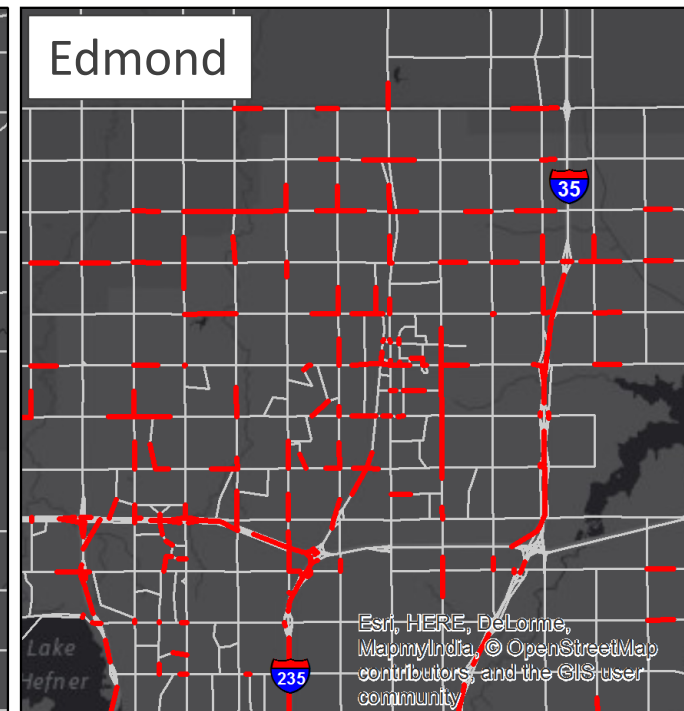 Edmond
35
Esri, HERE, DeLorme,
MapmyIndia, © OpenStreetMap
contributors, and the GIS user
community
Lake
Hefner
235